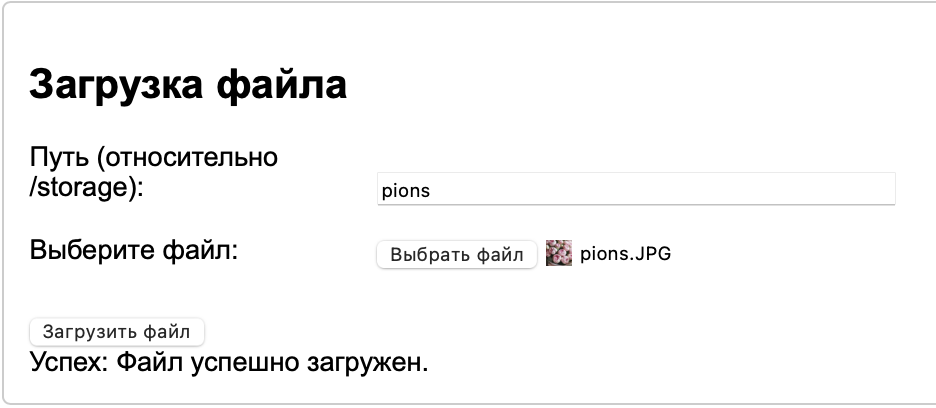 Загрузка файла
Путь (относительно
/storage):
pions
Выберите файл:
Выбрать файл pions.JPG
Загрузить файл
Успех: Файл успешно загружен.